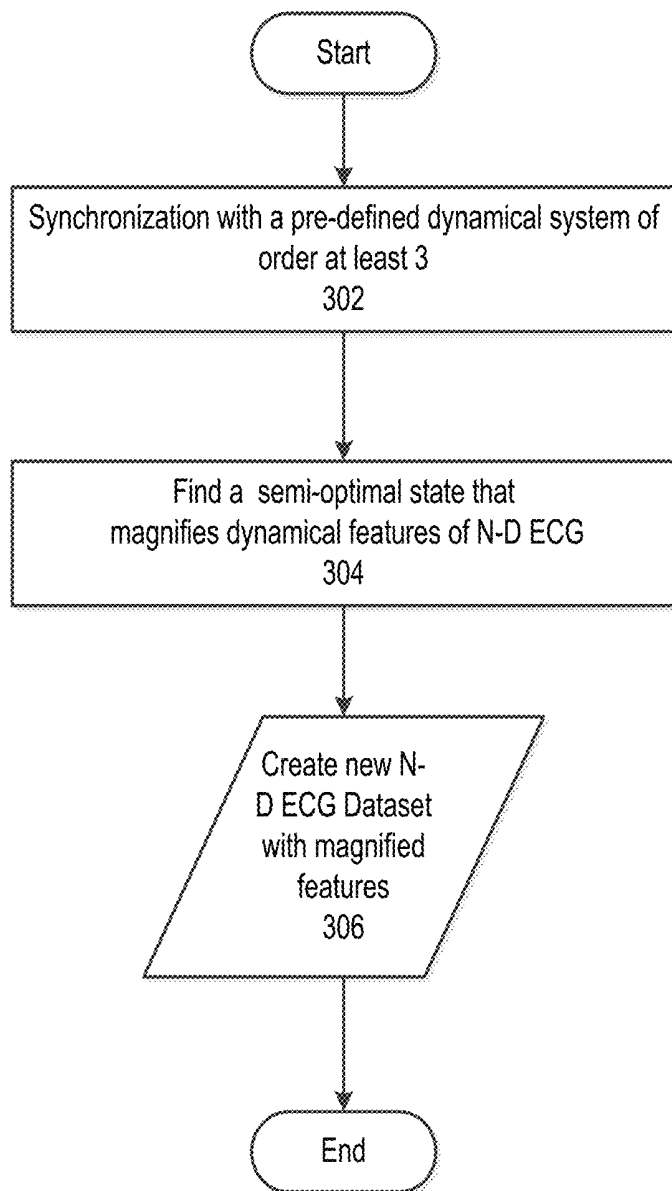 Start
Synchronization with a pre-defined dynamical system of
order at least 3
302
Find a semi-optimal state that
magnifies dynamical features of N-D ECG
304
Create new N-
D ECG Dataset
with magnified
features
306
End